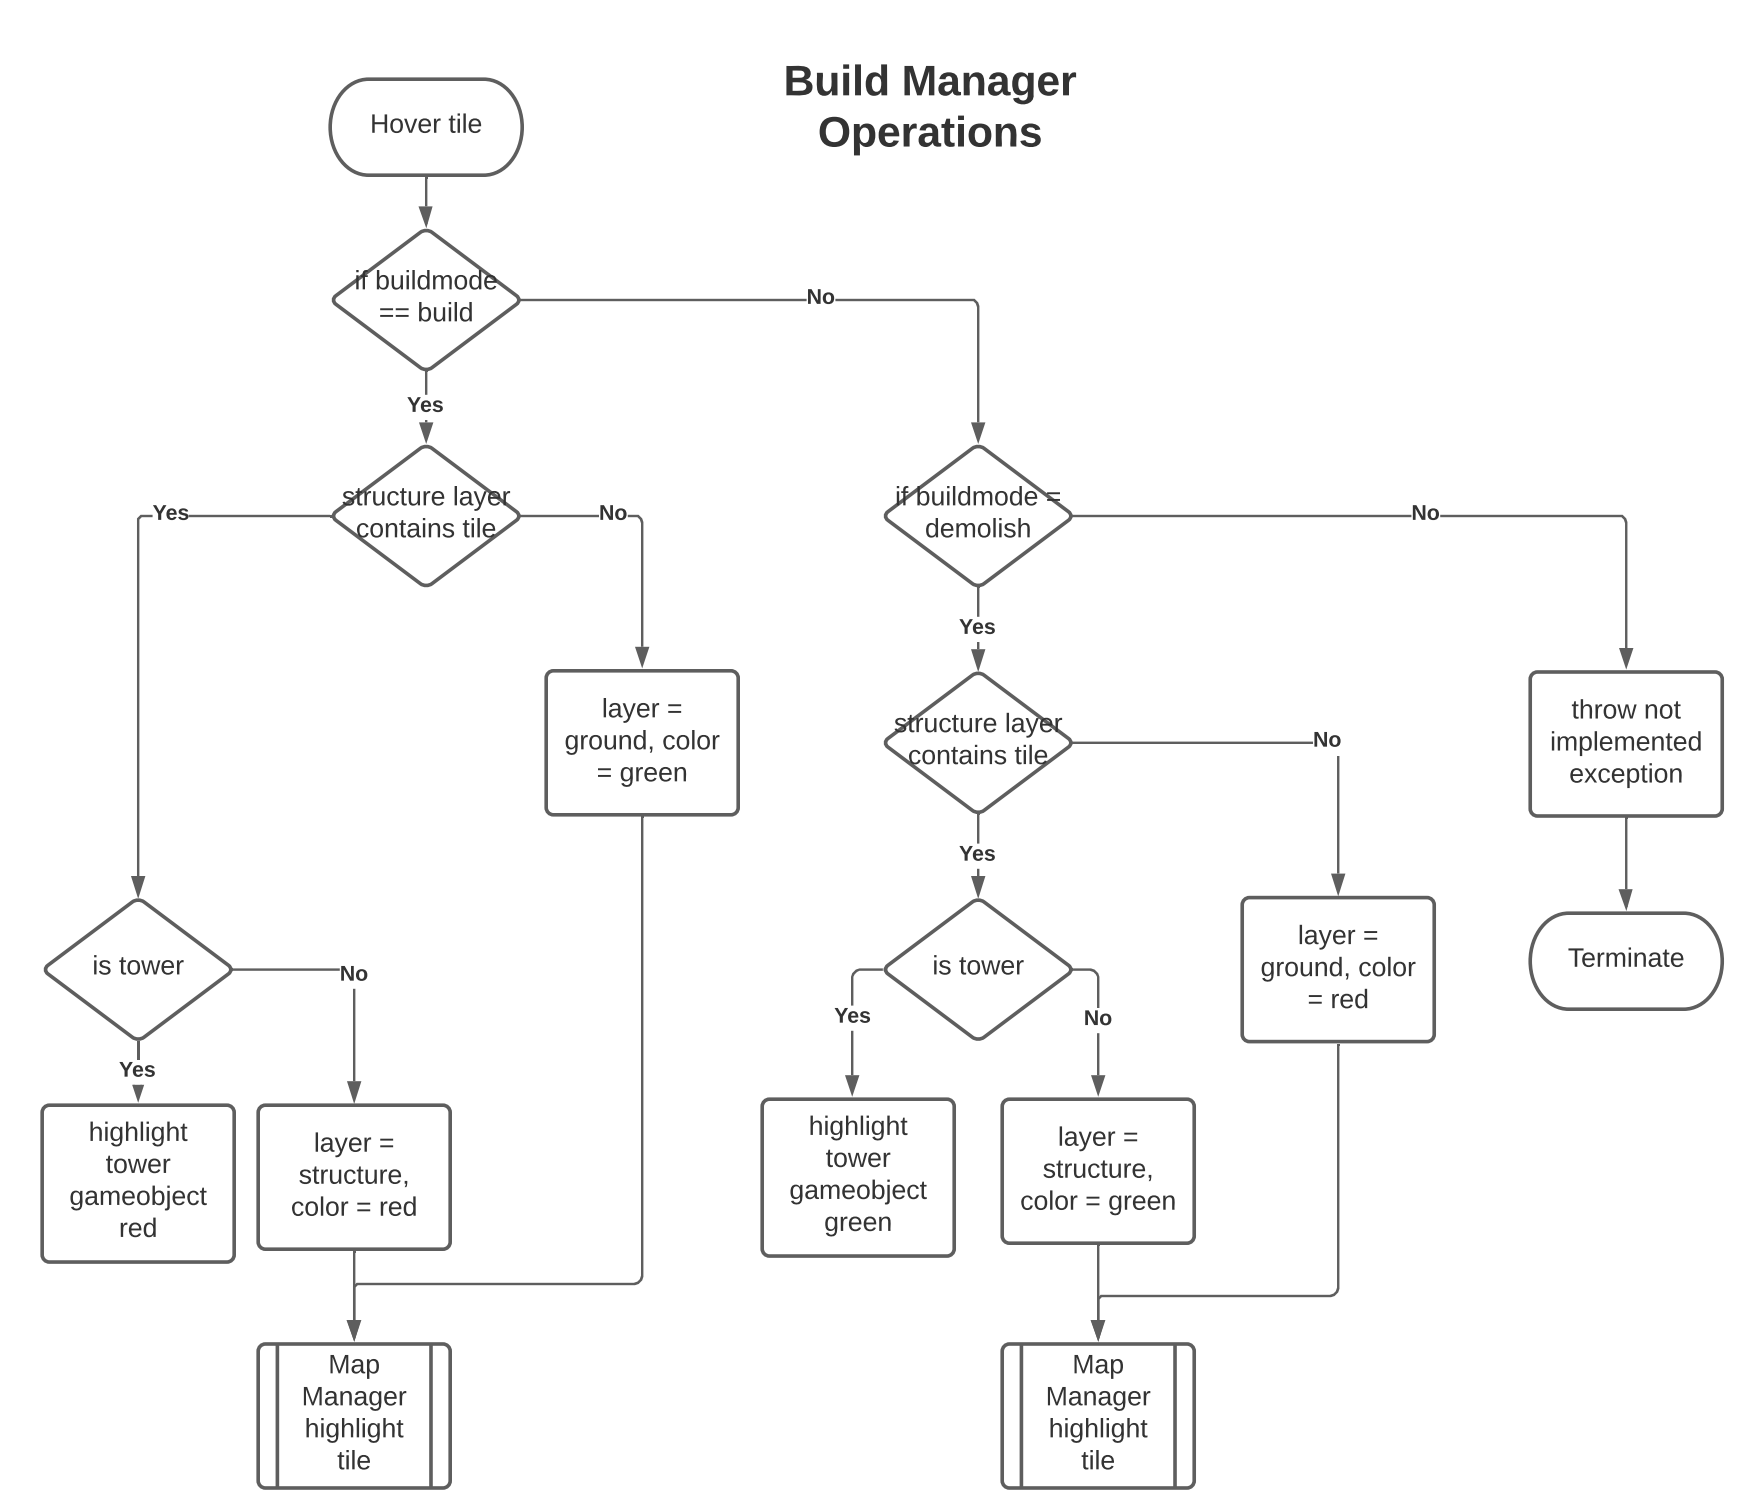 Build Manager
Operations
Hover tile
if buildmode
== build
No
Yes
structure layer
contains tile
Yes
No
if buildmode =
demolish
No
Yes
layer =
ground, color
= green
structure layer
contains tile
No
throw not
implemented
exception
Yes
is tower
No
Yes
is tower
Yes
No
layer =
ground, color
= red
Terminate
highlight
tower
gameobject
red
layer =
structure,
color = red
highlight
tower
gameobject
green
layer =
structure,
color = green
Map
Manager
highlight
tile
Map
Manager
highlight
tile